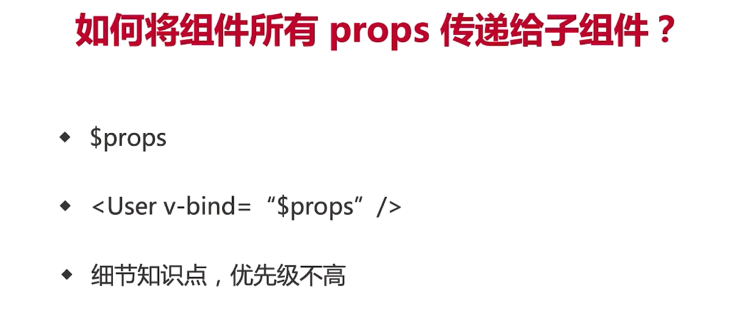 如何将组件所有 props 传递给子组件？
◆ $props
◆ <User v-bind=“$props”/>
◆ 细节知识点，优先级不高